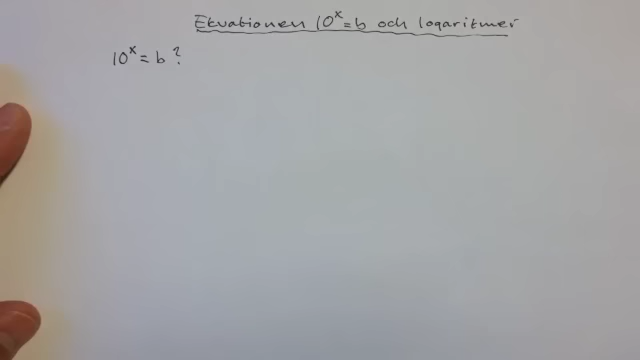 Ekvationen 10^x = b och logaritmer
10^x = b ?